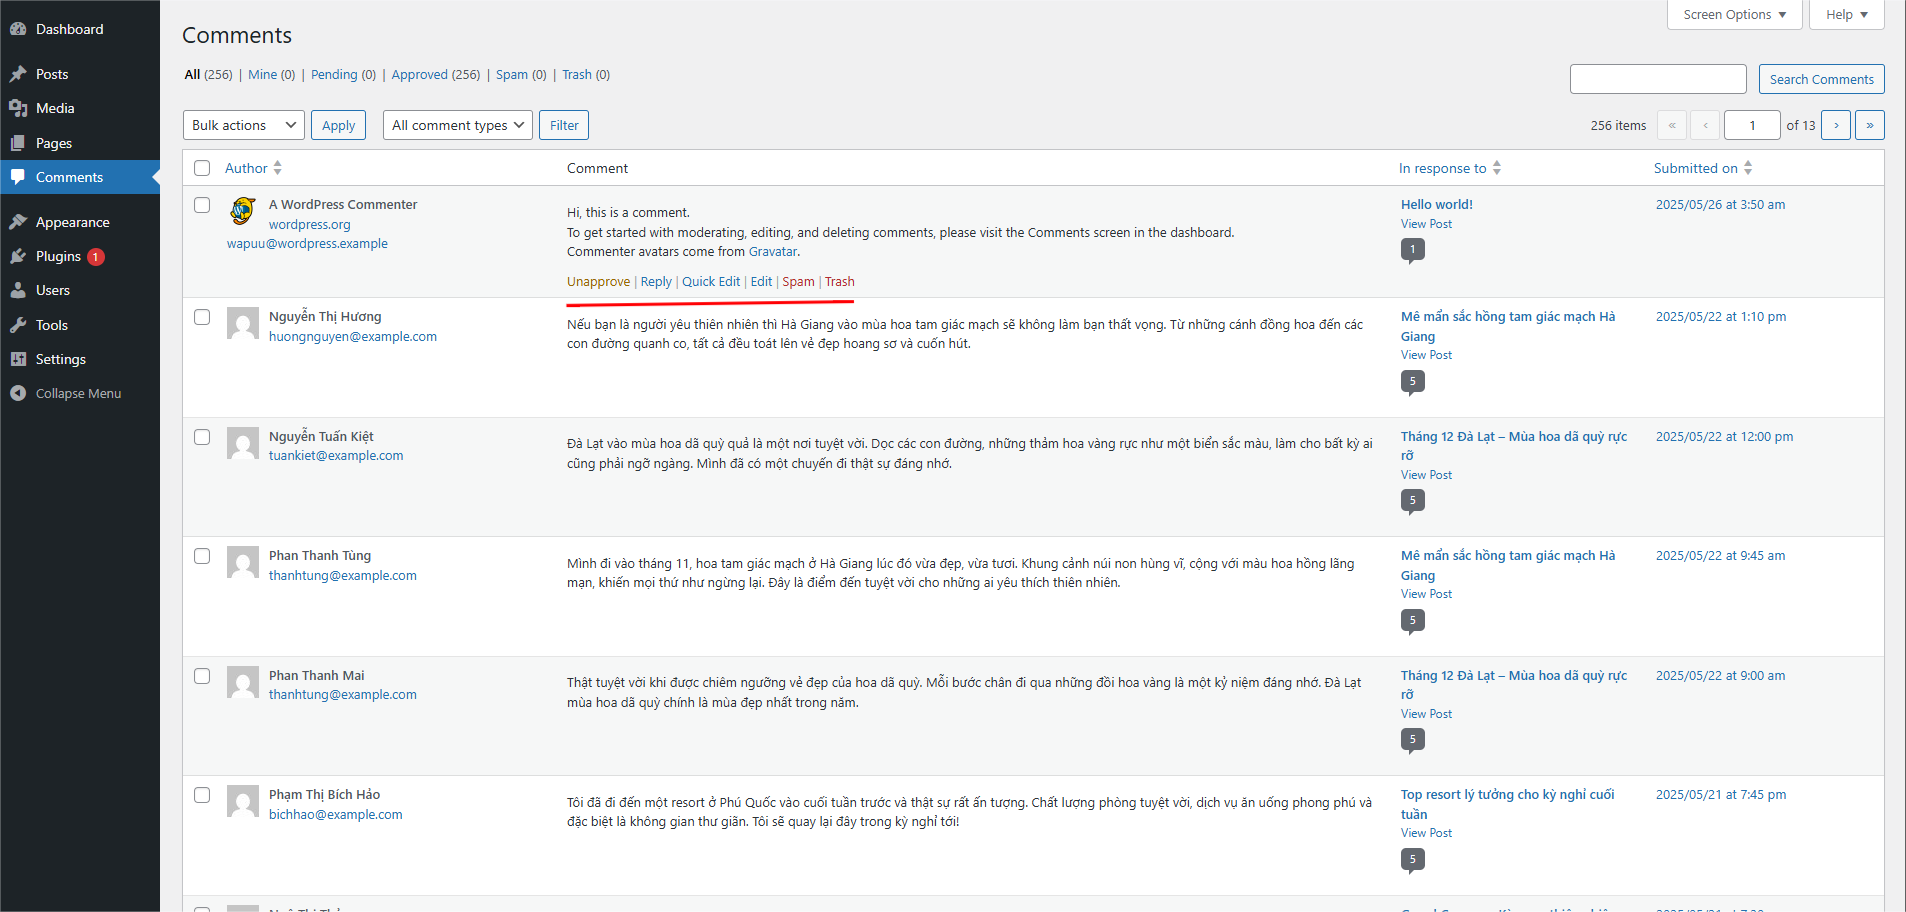 Dashboard
Posts
Media
Pages
Comments
Appearance
Plugins 1
Users
Tools
Settings
Collapse Menu
Screen Options ▼
Help ▼
Comments
All (256) | Mine (0) | Pending (0) | Approved (256) | Spam (0) | Trash (0)
Search Comments
Bulk actions
Apply
All comment types
Filter
256 items « ‹ 1 of 13 › »
Author Comment In response to Submitted on
A WordPress Commenter
wordpress.org
wapuu@wordpress.example
Hi, this is a comment.
To get started with moderating, editing, and deleting comments, please visit the Comments screen in the dashboard.
Commenter avatars come from Gravatar.
Unapprove | Reply | Quick Edit | Edit | Spam | Trash
Hello world!
View Post
1
2025/05/26 at 3:50 am
Nguyễn Thị Hương
huongnguyen@example.com
Nếu bạn là người yêu thiên nhiên thì Hà Giang vào mùa hoa tam giác mạch sẽ không làm bạn thất vọng. Từ những cánh đồng hoa đến các
con đường quanh co, tất cả đều toát lên vẻ đẹp hoang sơ và cuốn hút.
Mê mẩn sắc hồng tam giác mạch Hà
Giang
View Post
5
2025/05/22 at 1:10 pm
Nguyễn Tuấn Kiệt
tuankiet@example.com
Đà Lạt vào mùa hoa dã quỳ quả là một nơi tuyệt vời. Dọc các con đường, những thảm hoa vàng rực như một biển sắc màu, làm cho bất kỳ ai
cũng phải ngỡ ngàng. Mình đã có một chuyến đi thật sự đáng nhớ.
Tháng 12 Đà Lạt – Mùa hoa dã quỳ rực
rỡ
View Post
5
2025/05/22 at 12:00 pm
Phan Thanh Tùng
thanhtung@example.com
Mình đi vào tháng 11, hoa tam giác mạch ở Hà Giang lúc đó vừa đẹp, vừa tươi. Khung cảnh núi non hùng vĩ, cộng với màu hoa hồng lãng
mạn, khiến mọi thứ như ngừng lại. Đây là điểm đến tuyệt vời cho những ai yêu thích thiên nhiên.
Mê mẩn sắc hồng tam giác mạch Hà
Giang
View Post
5
2025/05/22 at 9:45 am
Phan Thanh Mai
thanhtung@example.com
Thật tuyệt vời khi được chiêm ngưỡng vẻ đẹp của hoa dã quỳ. Mỗi bước chân đi qua những đồi hoa vàng là một kỷ niệm đáng nhớ. Đà Lạt
mùa hoa dã quỳ chính là mùa đẹp nhất trong năm.
Tháng 12 Đà Lạt – Mùa hoa dã quỳ rực
rỡ
View Post
5
2025/05/22 at 9:00 am
Phạm Thị Bích Hảo
bichhao@example.com
Tôi đã đi đến một resort ở Phú Quốc vào cuối tuần trước và thật sự rất ấn tượng. Chất lượng phòng tuyệt vời, dịch vụ ăn uống phong phú và
đặc biệt là không gian thư giãn. Tôi sẽ quay lại đây trong kỳ nghỉ tới!
Top resort lý tưởng cho kỳ nghỉ cuối
tuần
View Post
5
2025/05/21 at 7:45 pm